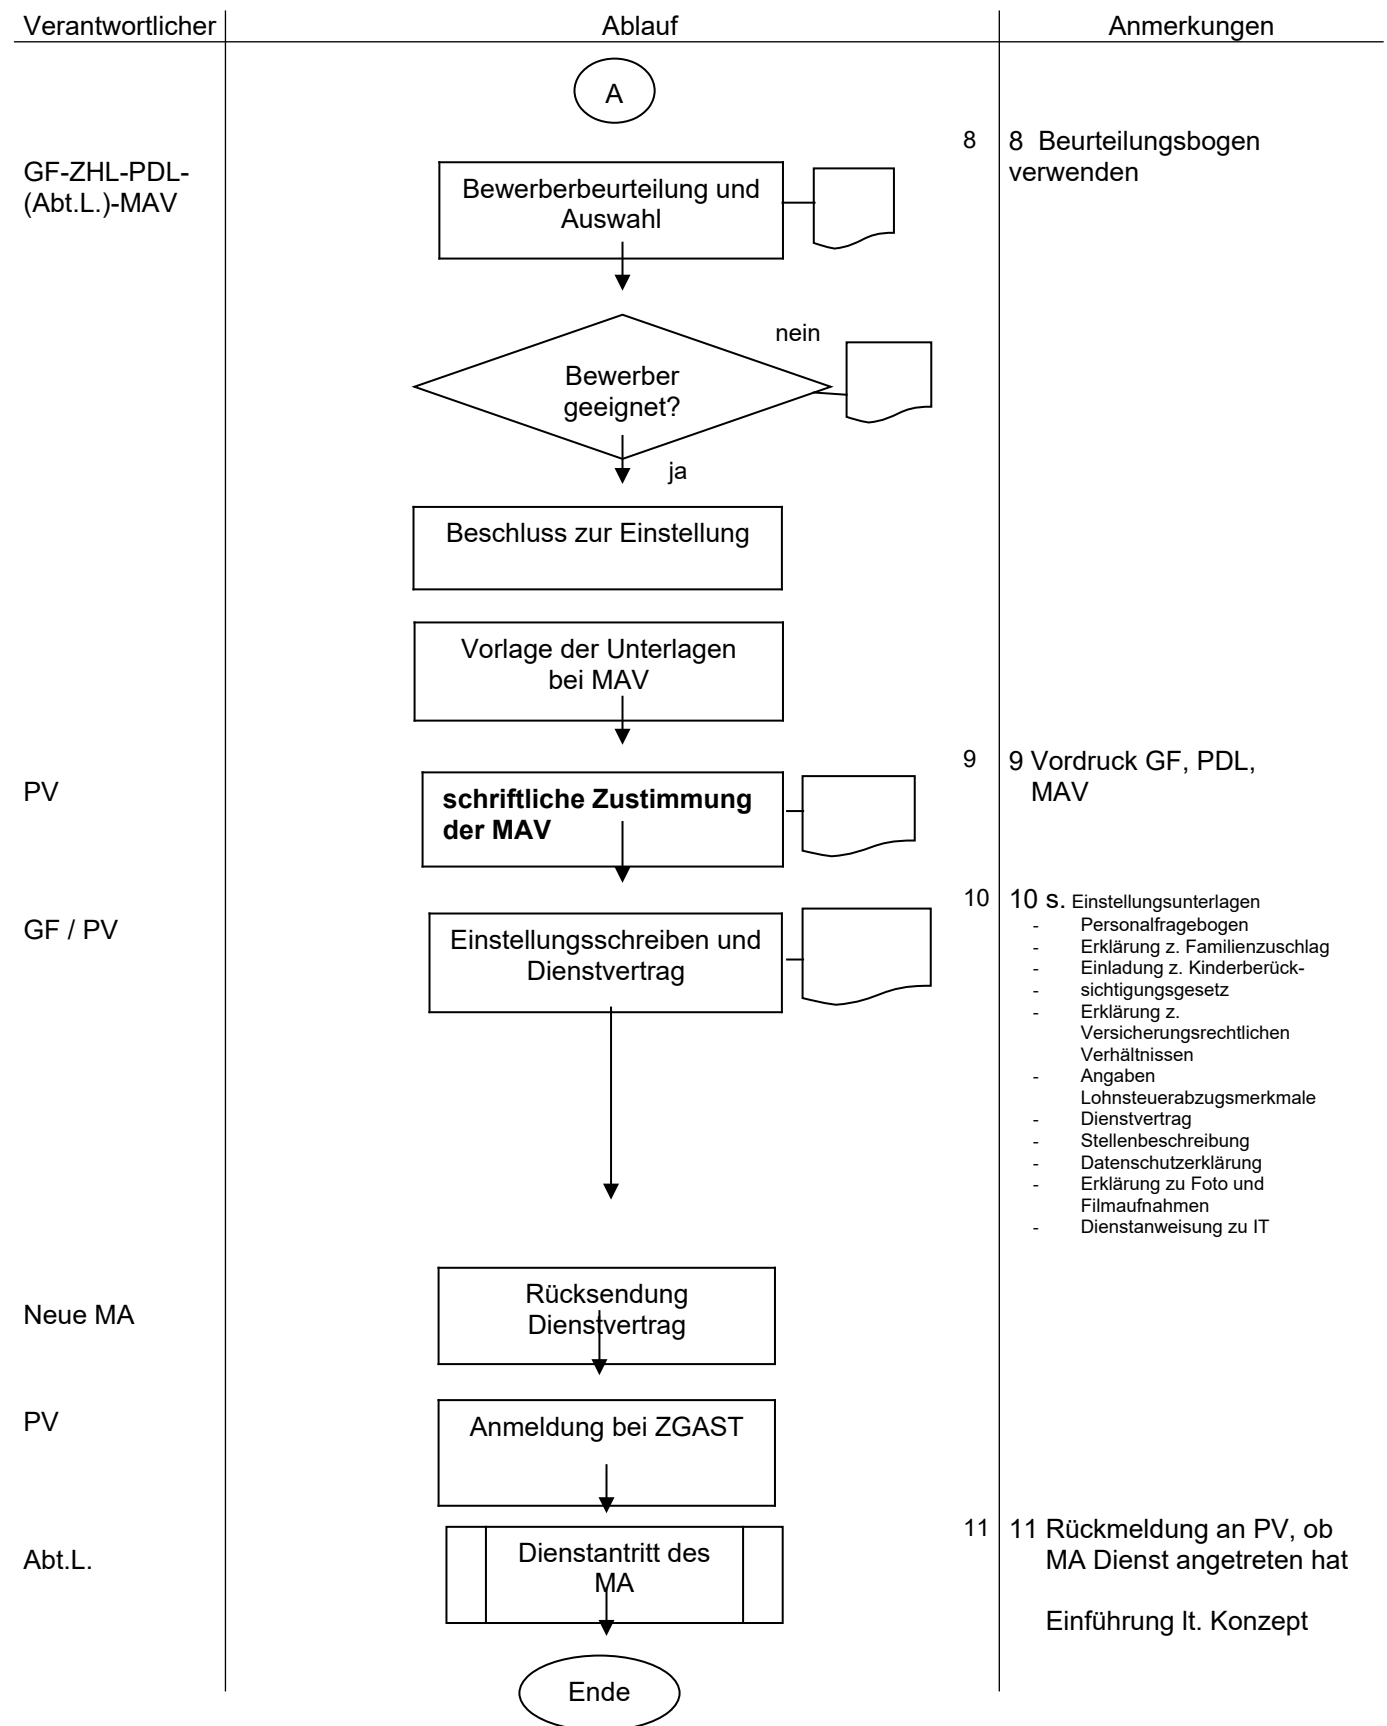 Verantwortlicher
Ablauf
Anmerkungen
A
GF-ZHL-PDL-
(Abt.L.)-MAV
Bewerberbeurteilung und
Auswahl
8
8 Beurteilungsbogen
verwenden
nein
Bewerber
geeignet?
ja
Beschluss zur Einstellung
Vorlage der Unterlagen
bei MAV
PV
schriftliche Zustimmung
der MAV
9
9 Vordruck GF, PDL,
MAV
GF / PV
Einstellungsschreiben und
Dienstvertrag
10
10 s. Einstellungsunterlagen
- Personalfragebogen
- Erklärung z. Familienzuschlag
- Einladung z. Kinderberück-
- sichtigungsgesetz
- Erklärung z.
Versicherungsrechtlichen
Verhältnissen
- Angaben
Lohnsteuerabzugsmerkmale
- Dienstvertrag
- Stellenbeschreibung
- Datenschutzerklärung
- Erklärung zu Foto und
Filmaufnahmen
- Dienstanweisung zu IT
Neue MA
Rücksendung
Dienstvertrag
PV
Anmeldung bei ZGAST
Abt.L.
Dienstantritt des
MA
11
11 Rückmeldung an PV, ob
MA Dienst angetreten hat
Einführung lt. Konzept
Ende